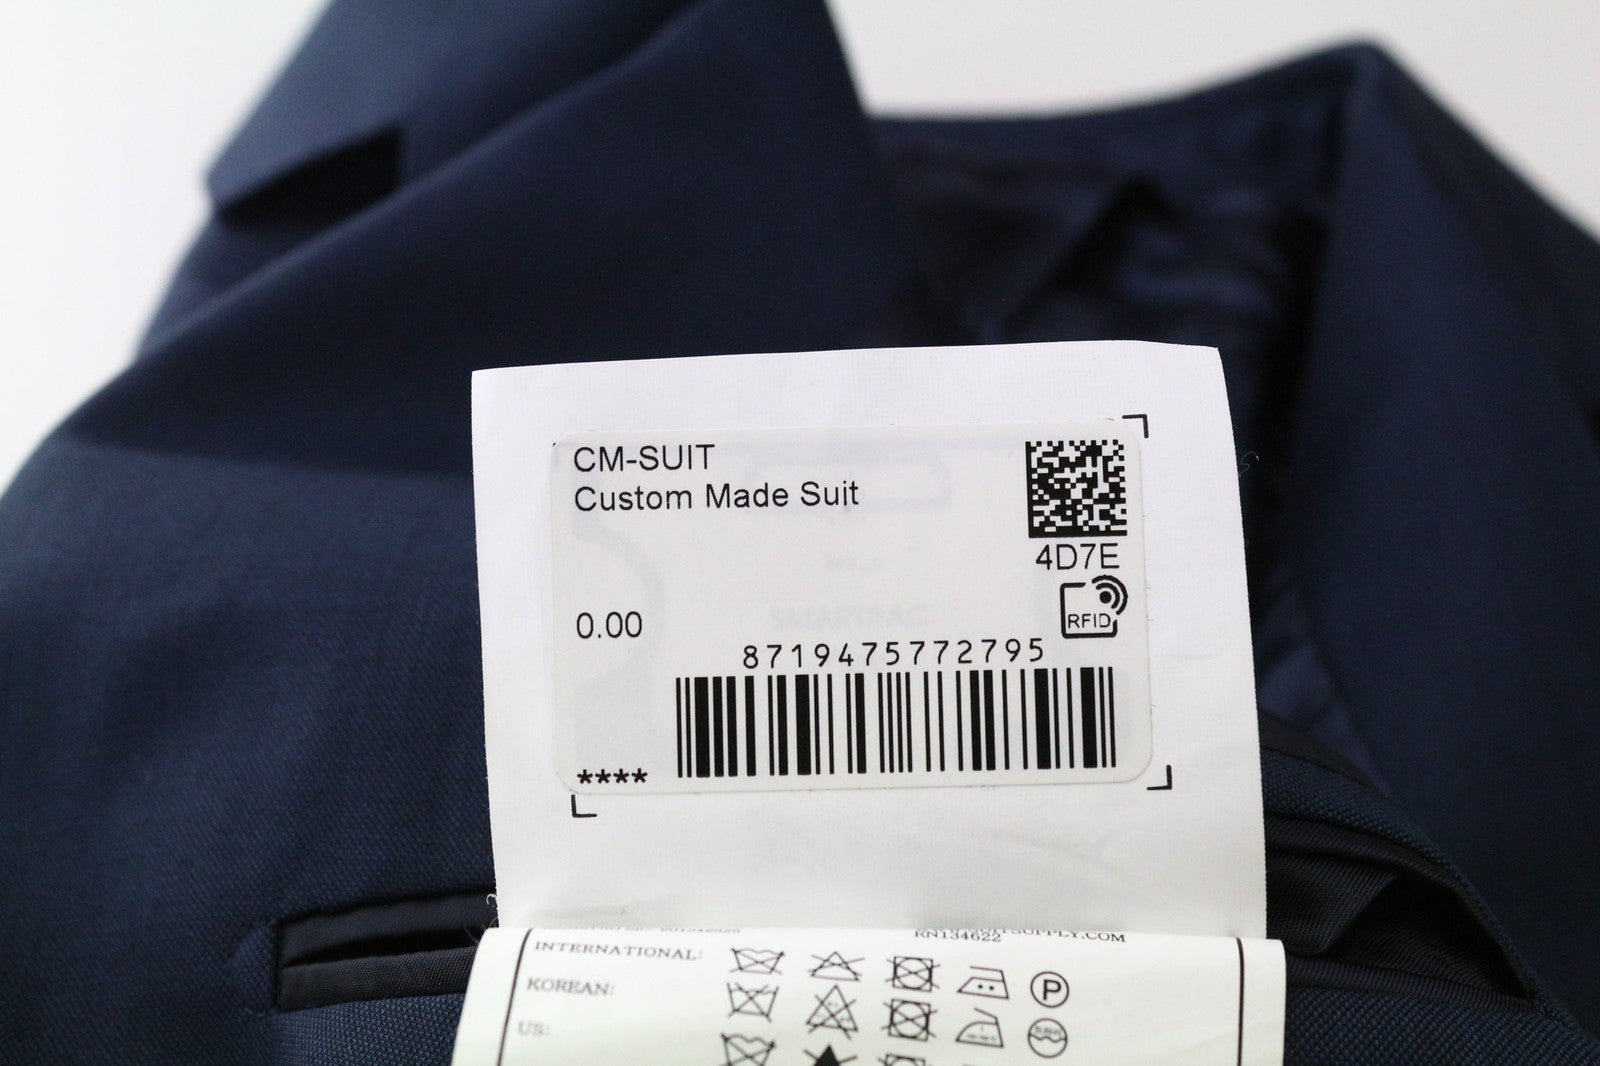 CM-SUIT
Custom Made Suit
4D7E
RFID
0.00
8719475772795
****
RN134622
INTERNATIONAL:
P
KOREAN:
US: